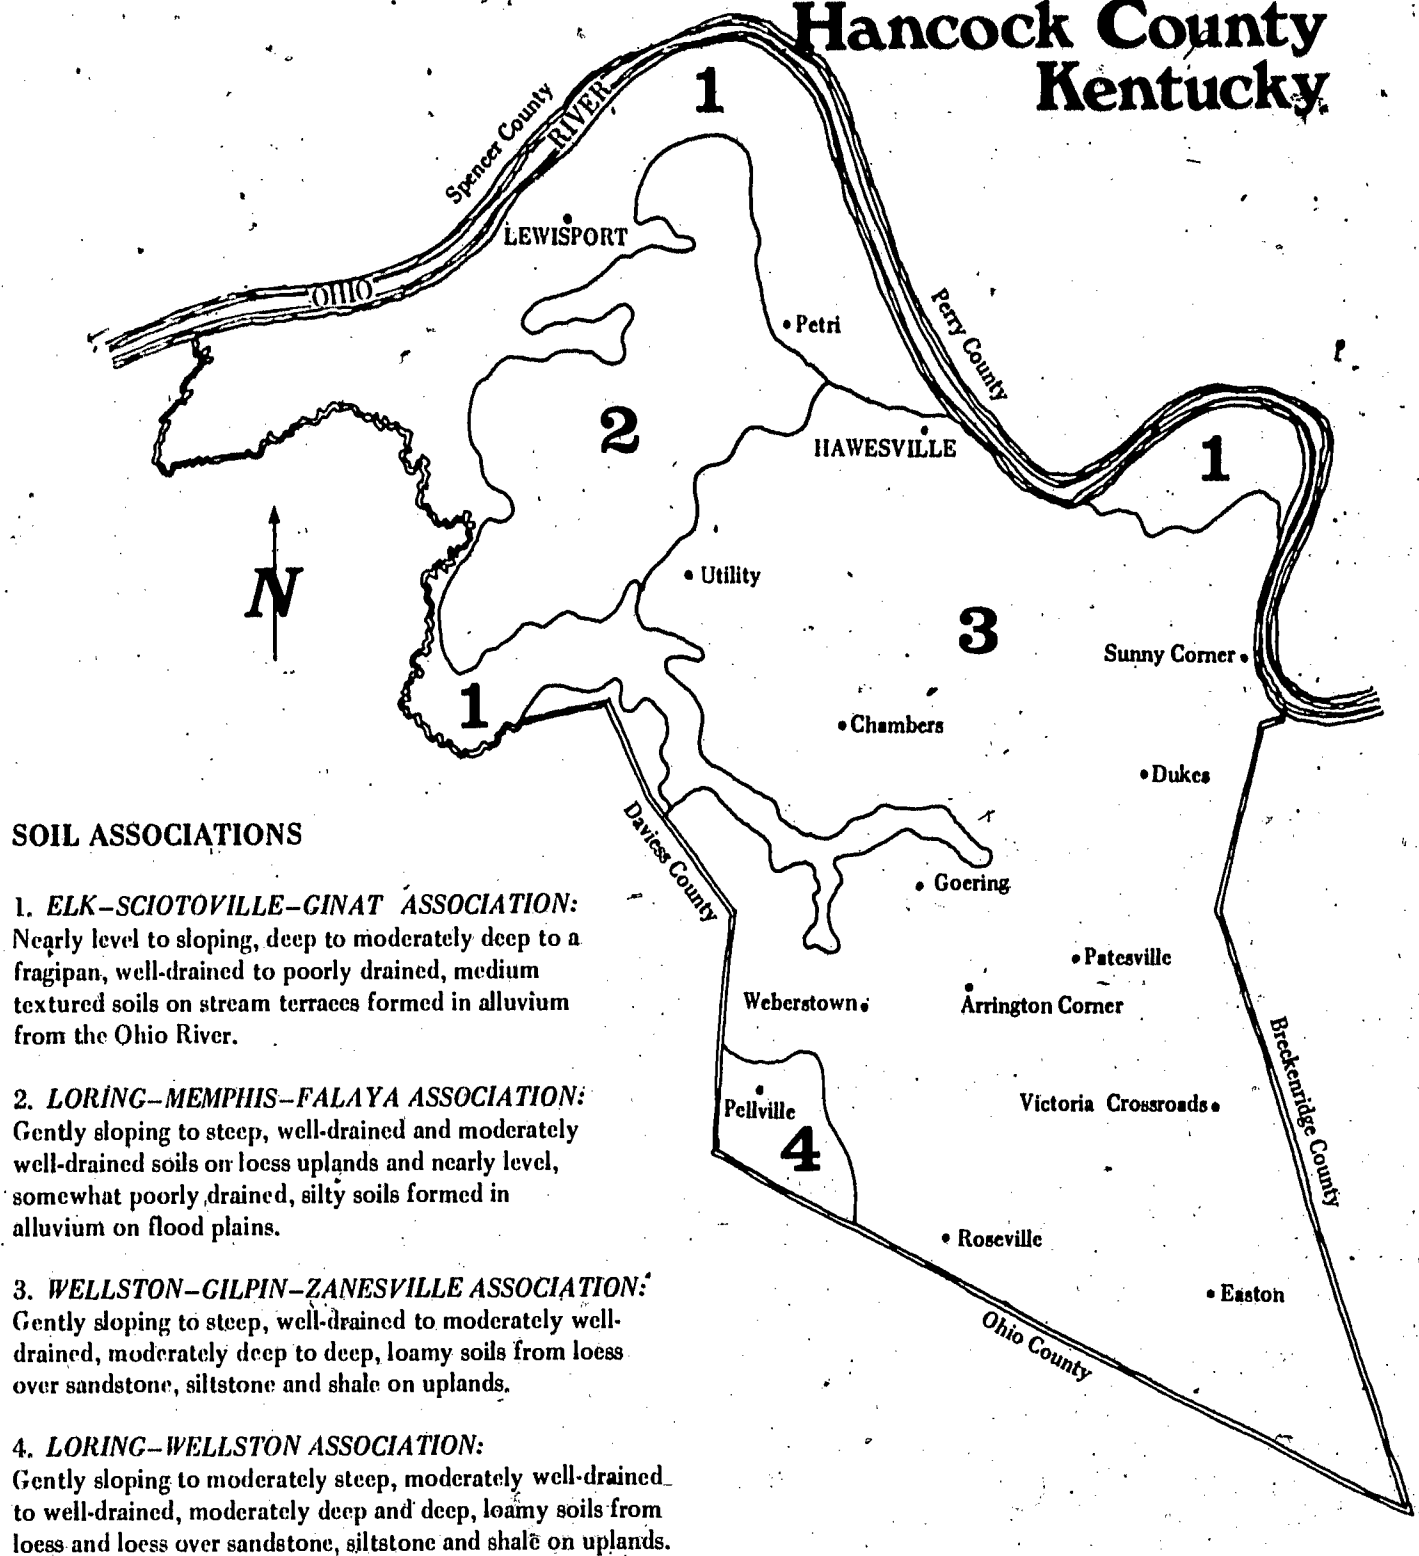 Hancock County
Kentucky
1
Spencer County
RIVER
LEWISPORT
OHIO
Petri
Perry County
2
HAWESVILLE
1
N
Utility
3
Sunny Corner
1
Chambers
Dukes
Daviess County
Goering
Patesville
Weberstown
Arrington Corner
Breckenridge County
Pellville
Victoria Crossroads
4
Roseville
Easton
Ohio County
SOIL ASSOCIATIONS
1. ELK–SCIOTOVILLE–GINAT ASSOCIATION:
Nearly level to sloping, deep to moderately deep to a
fragipan, well-drained to poorly drained, medium
textured soils on stream terraces formed in alluvium
from the Ohio River.
2. LORING–MEMPHIS–FALAYA ASSOCIATION:
Gently sloping to steep, well-drained and moderately
well-drained soils on loess uplands and nearly level,
somewhat poorly drained, silty soils formed in
alluvium on flood plains.
3. WELLSTON–GILPIN–ZANESVILLE ASSOCIATION:
Gently sloping to steep, well-drained to moderately well-
drained, moderately deep to deep, loamy soils from loess
over sandstone, siltstone and shale on uplands.
4. LORING–WELLSTON ASSOCIATION:
Gently sloping to moderately steep, moderately well-drained
to well-drained, moderately deep and deep, loamy soils from
loess and loess over sandstone, siltstone and shale on uplands.